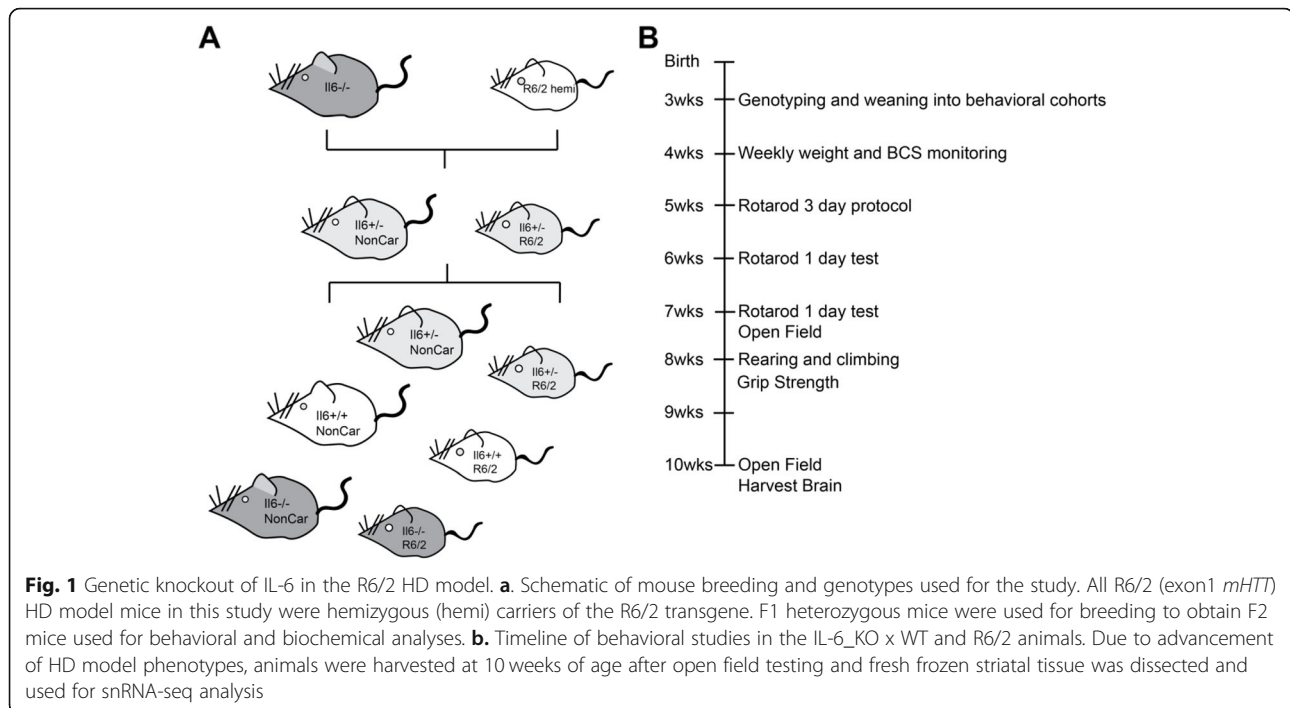 A
Il6-/-
R6/2 hemi
Il6+/-
NonCar
Il6+/-
R6/2
Il6+/-
NonCar
Il6+/-
R6/2
Il6+/+
NonCar
Il6+/+
R6/2
Il6-/-
NonCar
Il6-/-
R6/2
B
Birth
3wks Genotyping and weaning into behavioral cohorts
4wks Weekly weight and BCS monitoring
5wks Rotarod 3 day protocol
6wks Rotarod 1 day test
7wks Rotarod 1 day test
Open Field
8wks Rearing and climbing
Grip Strength
9wks
10wks Open Field
Harvest Brain
Fig. 1 Genetic knockout of IL-6 in the R6/2 HD model. a. Schematic of mouse breeding and genotypes used for the study. All R6/2 (exon1 mHTT)
HD model mice in this study were hemizygous (hemi) carriers of the R6/2 transgene. F1 heterozygous mice were used for breeding to obtain F2
mice used for behavioral and biochemical analyses. b. Timeline of behavioral studies in the IL-6_KO x WT and R6/2 animals. Due to advancement
of HD model phenotypes, animals were harvested at 10 weeks of age after open field testing and fresh frozen striatal tissue was dissected and
used for snRNA-seq analysis